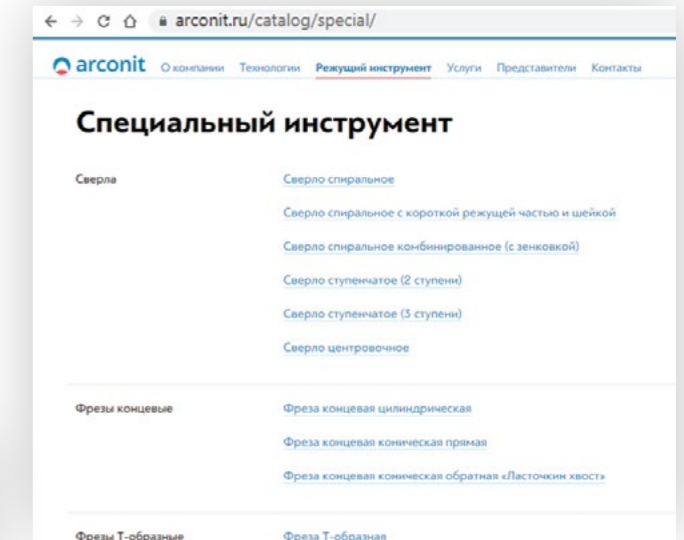 arconit.ru/catalog/special/
arconit О компании Технологии Режущий инструмент Услуги Представители Контакты
Специальный инструмент
Сверла Сверло спиральное
Сверло спиральное с короткой режущей частью и шейкой
Сверло спиральное комбинированное (с зенковкой)
Сверло ступенчатое (2 ступени)
Сверло ступенчатое (3 ступени)
Сверло центровочное
Фрезы концевые Фреза концевая цилиндрическая
Фреза концевая коническая прямая
Фреза концевая коническая обратная «Ласточкин хвост»
Фрезы Т-образные Фреза Т-образная